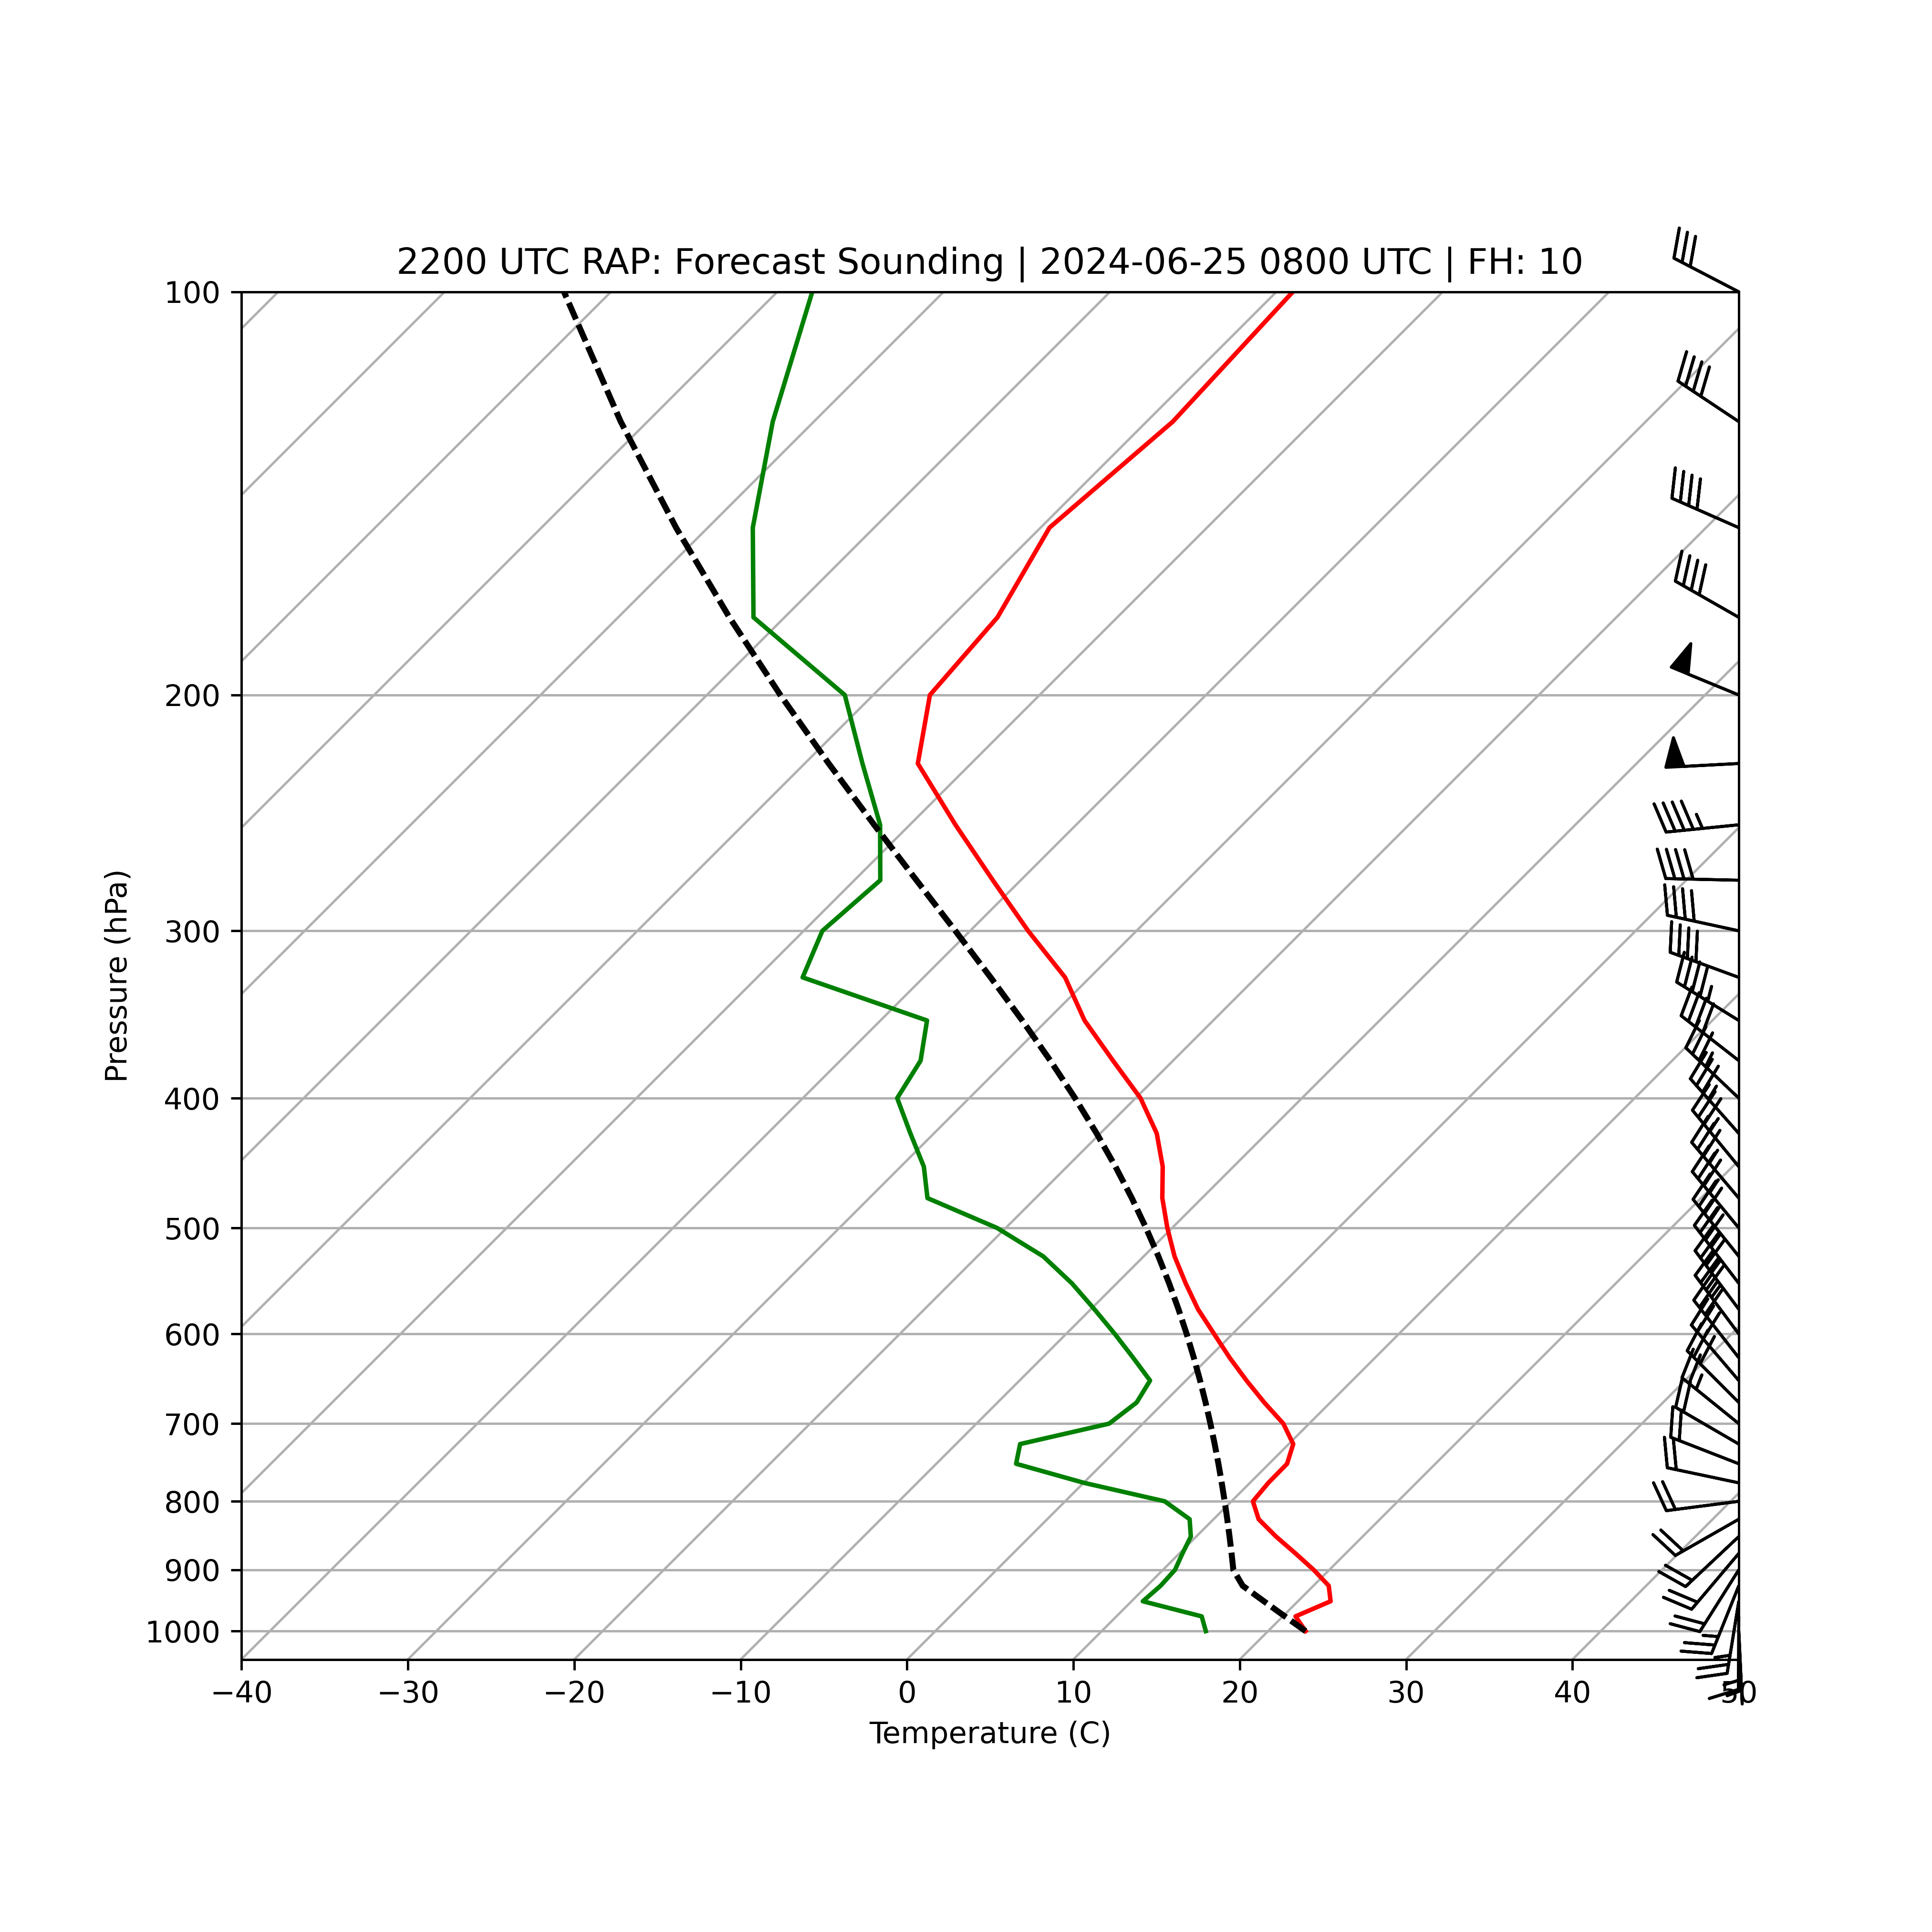 2200 UTC RAP: Forecast Sounding | 2024-06-25 0800 UTC | FH: 10
100
200
300
400
500
600
700
800
900
1000
Pressure (hPa)
−40 −30 −20 −10 0 10 20 30 40 50
Temperature (C)